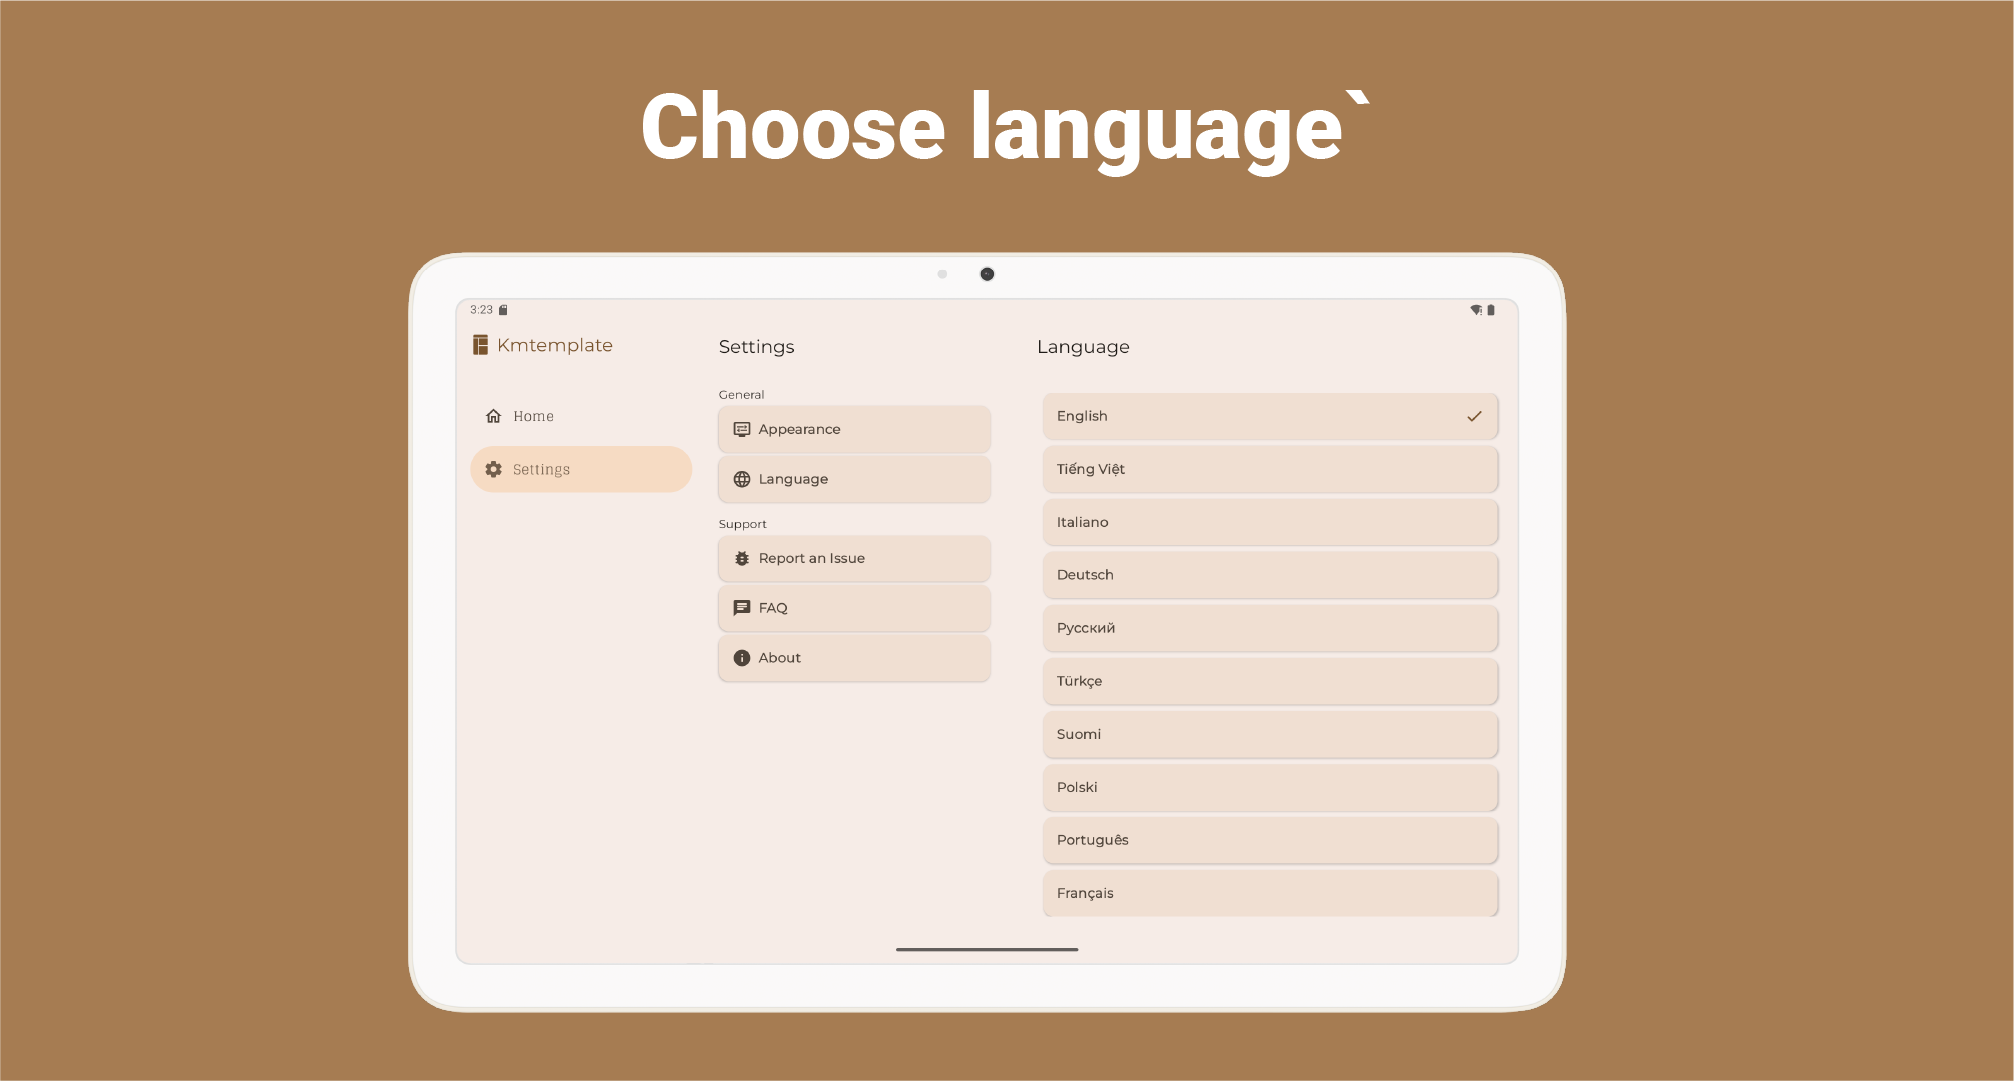 Choose language`
3:23
Kmtemplate
Home
Settings
Settings
General
Appearance
Language
Support
Report an Issue
FAQ
About
Language
English
Tiếng Việt
Italiano
Deutsch
Русский
Türkçe
Suomi
Polski
Português
Français